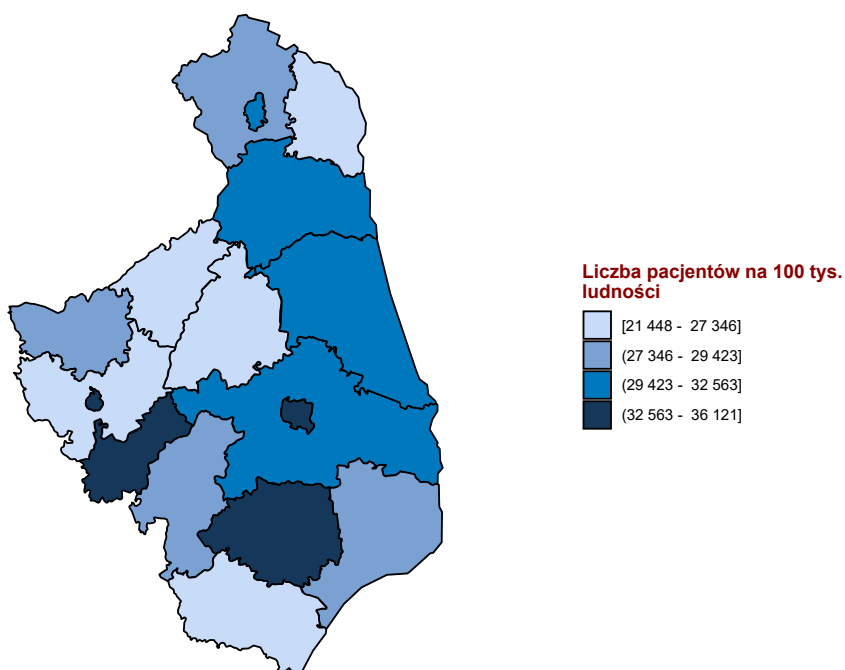 Liczba pacjentów na 100 tys.
ludności
[21 448 - 27 346]
(27 346 - 29 423]
(29 423 - 32 563]
(32 563 - 36 121]